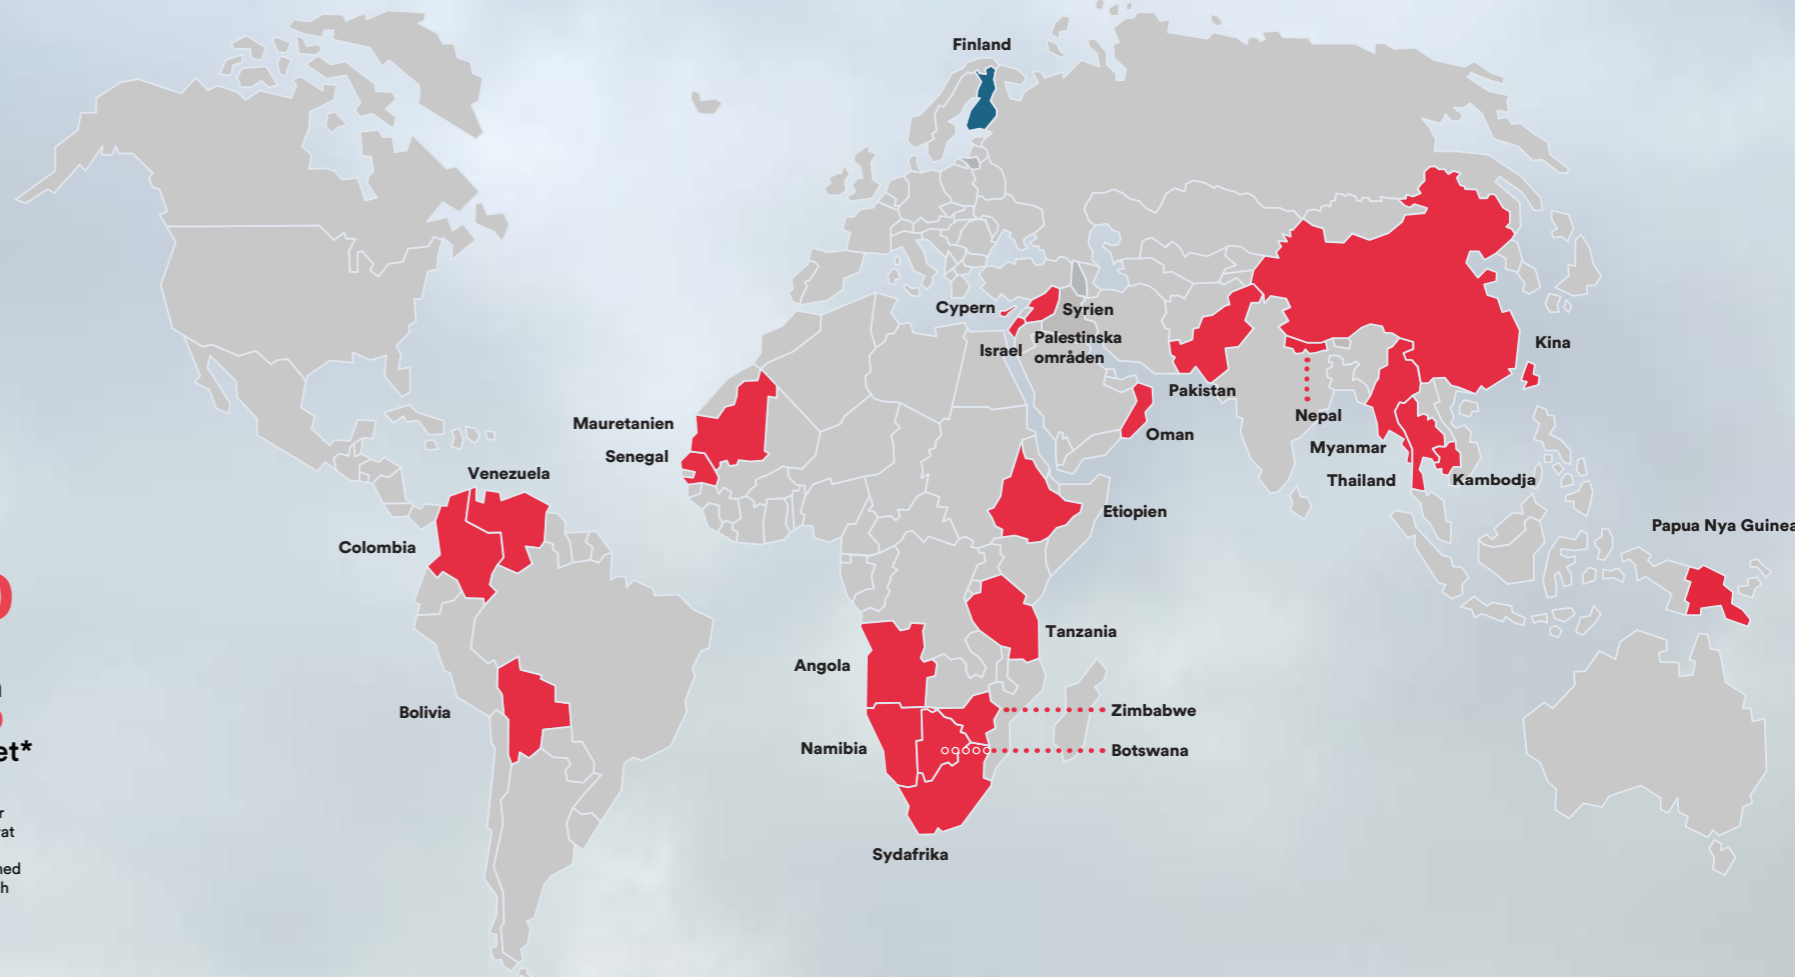 Finland
Cypern
Syrien
Israel
Palestinska
områden
Kina
Pakistan
Nepal
Oman
Mauretanien
Senegal
Myanmar
Thailand
Kambodja
Venezuela
Etiopien
Papua Nya Guinea
Colombia
Tanzania
Angola
Bolivia
Zimbabwe
Namibia
Botswana
et*
Sydafrika